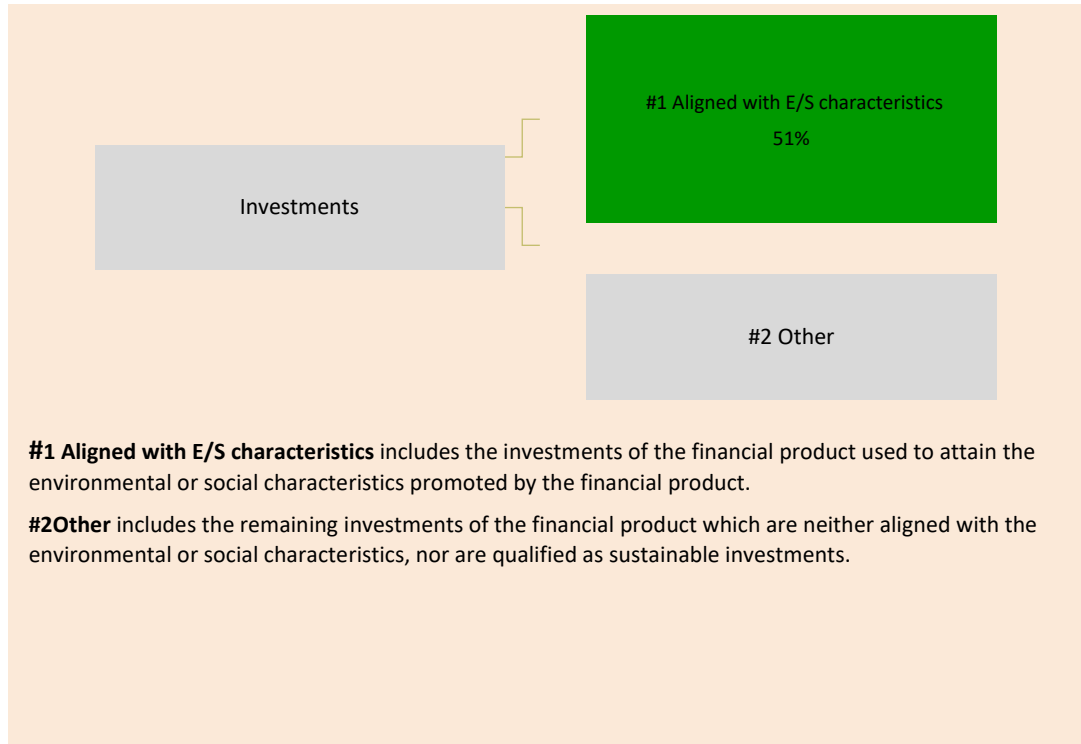 #1 Aligned with E/S characteristics
51%
Investments
#2 Other
#1 Aligned with E/S characteristics includes the investments of the financial product used to attain the
environmental or social characteristics promoted by the financial product.
#2Other includes the remaining investments of the financial product which are neither aligned with the
environmental or social characteristics, nor are qualified as sustainable investments.